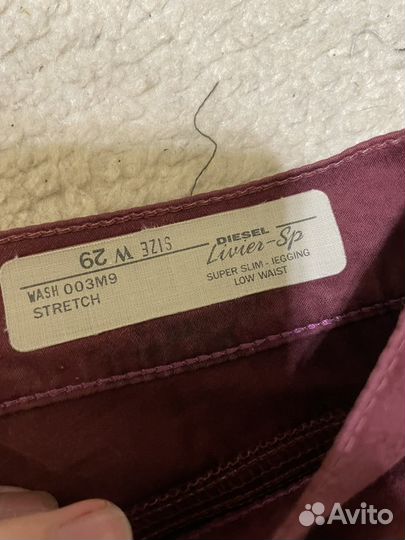 DIESEL
Livier-Sp
SUPER SLIM - JEGGING
LOW WAIST
SIZE W 29
WASH 003M9
STRETCH
Avito